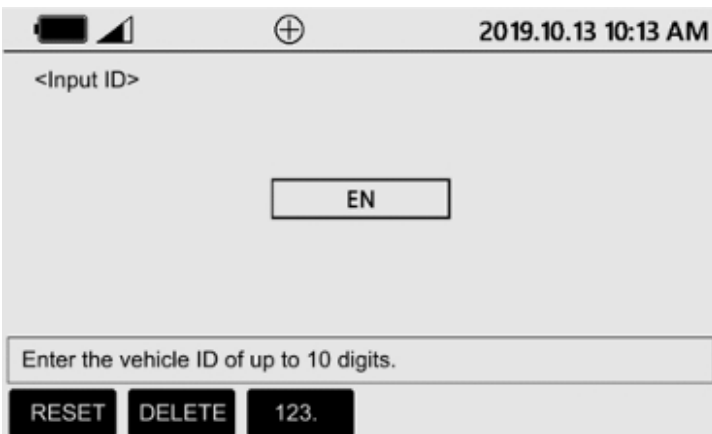 2019.10.13 10:13 AM
<Input ID>
EN
Enter the vehicle ID of up to 10 digits.
RESET DELETE 123.